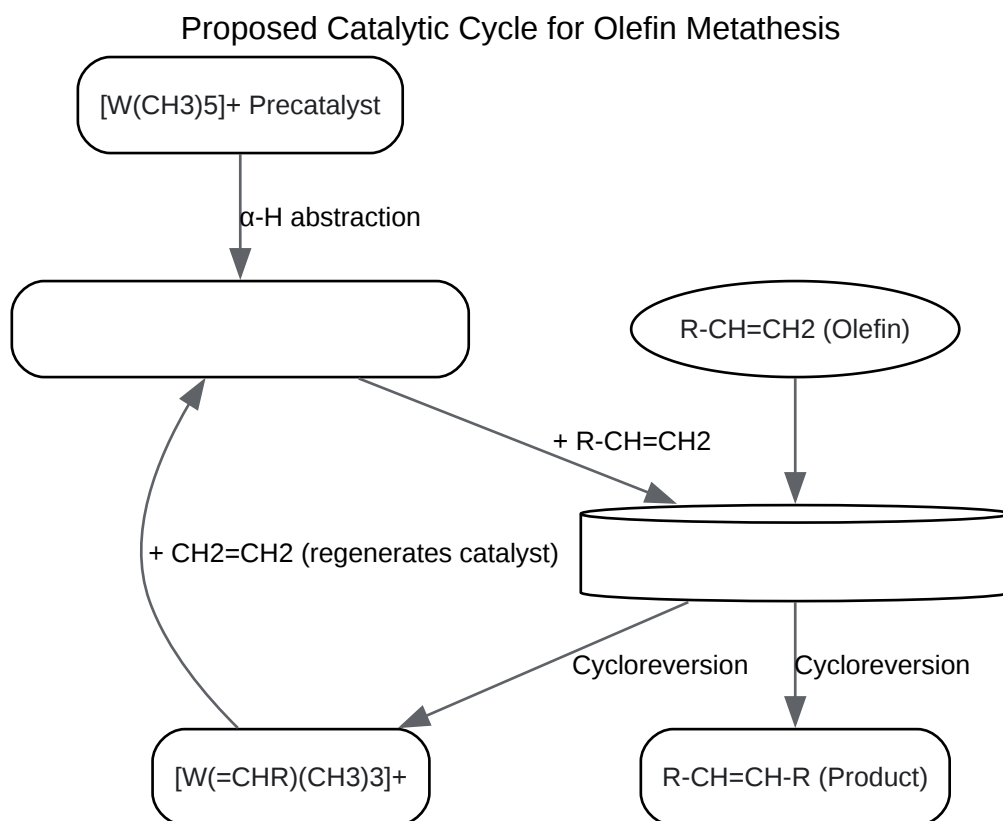 Proposed Catalytic Cycle for Olefin Metathesis
[W(CH3)5]+ Precatalyst
α-H abstraction
R-CH=CH2 (Olefin)
+ R-CH=CH2
+ CH2=CH2 (regenerates catalyst)
Cycloreversion
Cycloreversion
[W(=CHR)(CH3)3]+
R-CH=CH-R (Product)